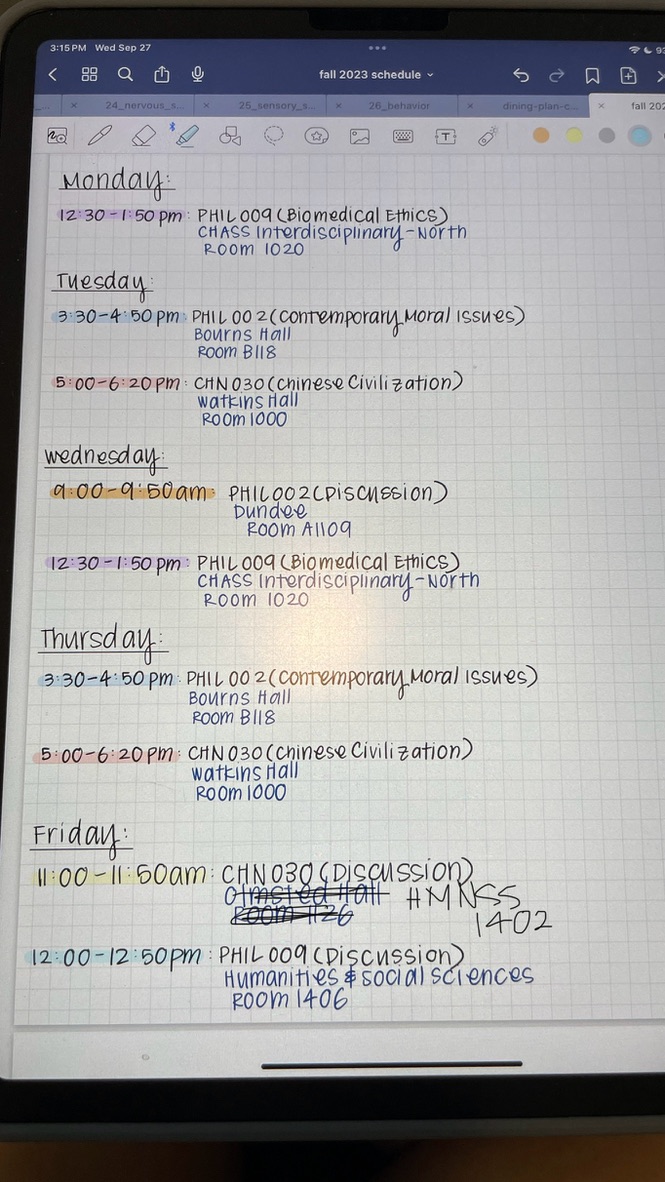 3:15 PM Wed Sep 27
fall 2023 schedule
24_nervous_s...
25_sensory_s...
26_behavior
dining-plan-c...
fall 202
Monday:
12:30-1:50 pm: PHIL 009 (Biomedical Ethics)
CHASS Interdisciplinary-North
Room 1020
Tuesday:
3:30-4:50 pm: PHIL 002 (Contemporary Moral Issues)
Bourns Hall
Room B118
5:00-6:20 pm: CHN 030 (Chinese Civilization)
Watkins Hall
Room 1000
Wednesday:
9:00-9:50am: PHIL 002 (Discussion)
Dundee
Room A1109
12:30-1:50 pm: PHIL 009 (Biomedical Ethics)
CHASS Interdisciplinary-North
Room 1020
Thursday:
3:30-4:50 pm: PHIL 002 (Contemporary Moral Issues)
Bourns Hall
Room B118
5:00-6:20 pm: CHN 030 (Chinese Civilization)
Watkins Hall
Room 1000
Friday:
11:00-11:50am: CHN 030 (Discussion)
Olmsted Hall HMNSS
Room 1126 1402
12:00-12:50pm: PHIL 009 (Discussion)
Humanities & Social Sciences
Room 1406